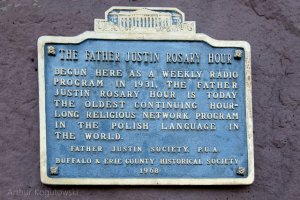 THE FATHER JUSTIN ROSARY HOUR
BEGUN HERE AS A WEEKLY RADIO
PROGRAM IN 1931, THE FATHER
JUSTIN ROSARY HOUR IS TODAY
THE OLDEST CONTINUING HOUR-
LONG RELIGIOUS NETWORK PROGRAM
IN THE POLISH LANGUAGE IN
THE WORLD.
FATHER JUSTIN SOCIETY, P.U.A.
BUFFALO & ERIE COUNTY HISTORICAL SOCIETY
1968
Arthur Kogutowski